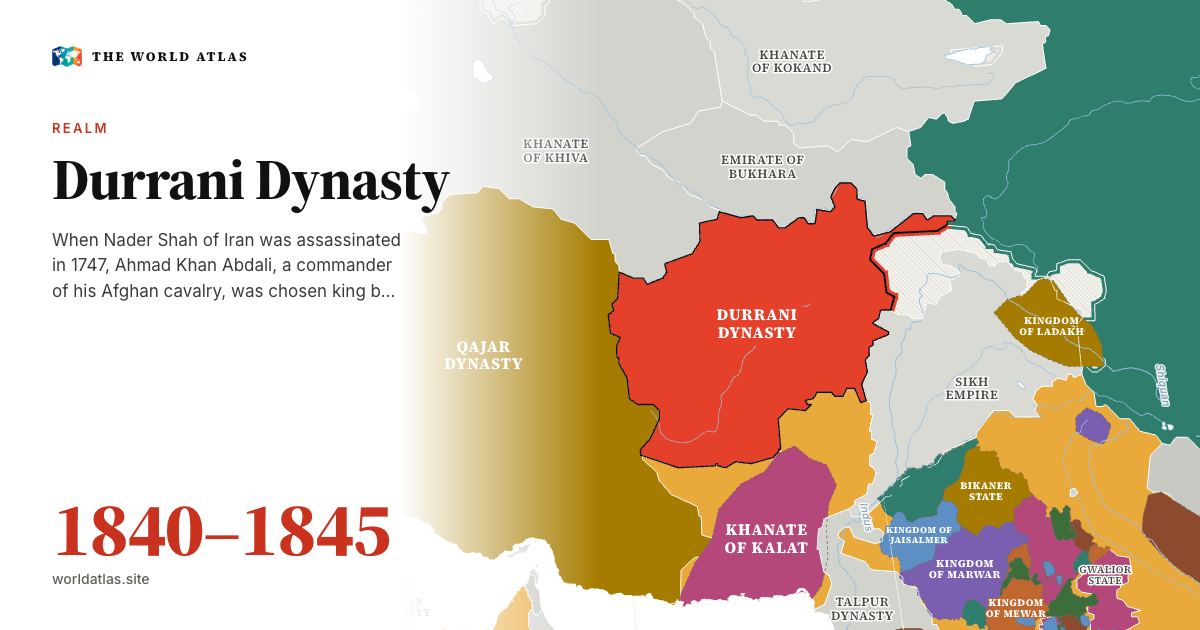 THE WORLD ATLAS
REALM
Durrani Dynasty
When Nader Shah of Iran was assassinated
in 1747, Ahmad Khan Abdali, a commander
of his Afghan cavalry, was chosen king b...
1840–1845
worldatlas.site
KHANATE
OF KOKAND
KHANATE
OF KHIVA
EMIRATE OF
BUKHARA
DURRANI
DYNASTY
QAJAR
DYNASTY
KINGDOM
OF LADAKH
SIKH
EMPIRE
Shiquan
BIKANER
STATE
Indus
KINGDOM OF
JAISALMER
KHANATE
OF KALAT
KINGDOM
OF MARWAR
GWALIOR
STATE
TALPUR
DYNASTY
KINGDOM
OF MEWAR